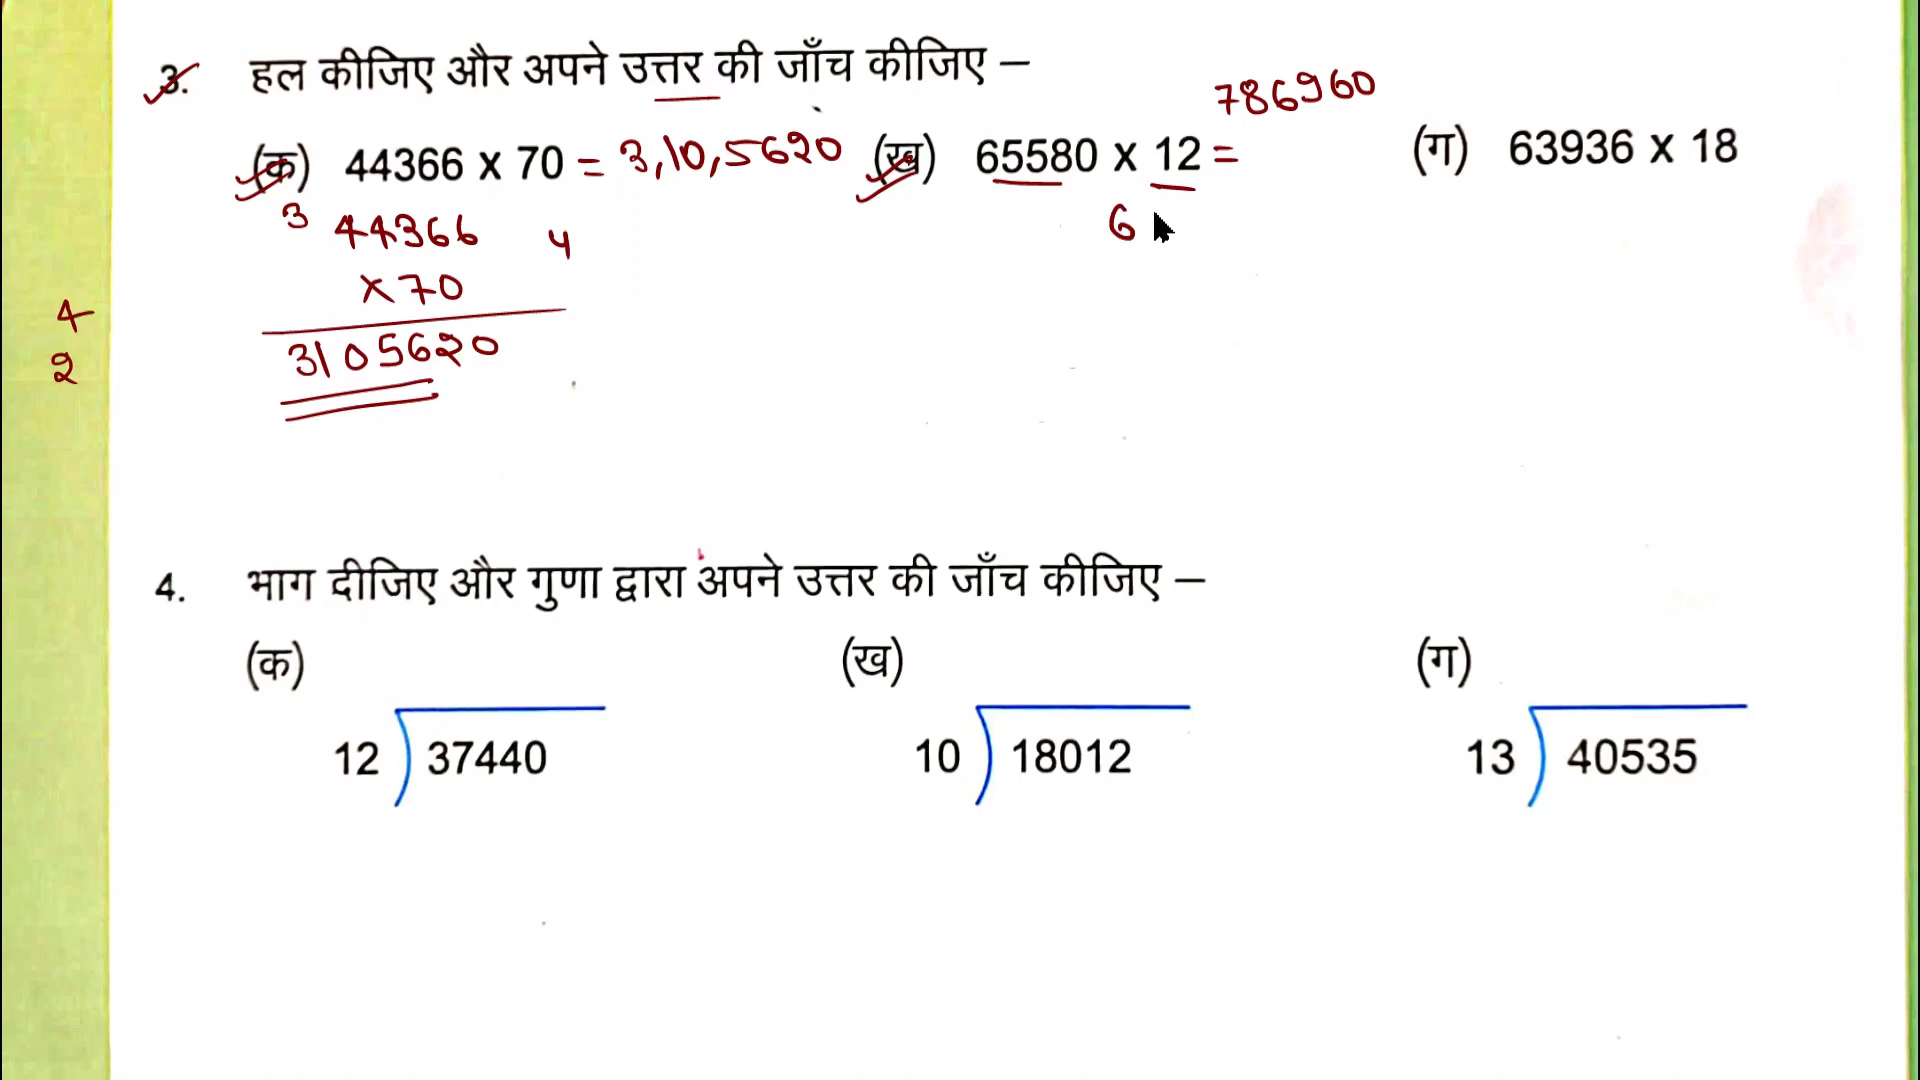 3. हल कीजिए और अपने उत्तर की जाँच कीजिए –
786960
(क) 44366 x 70 = 3,10,5620 (ख) 65580 x 12 = (ग) 63936 x 18
3 44366 4 6
x 70
4
3105620
2
4. भाग दीजिए और गुणा द्वारा अपने उत्तर की जाँच कीजिए –
(क) (ख) (ग)
12 37440 10 18012 13 40535